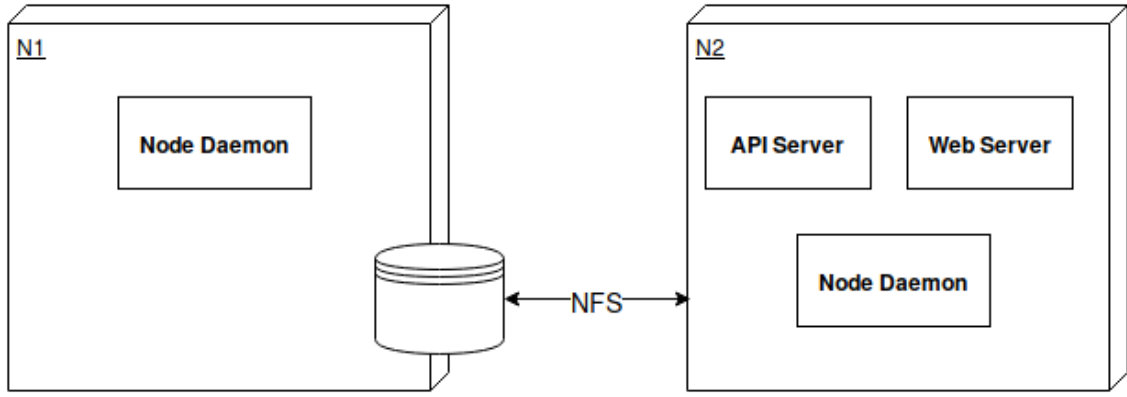 N1
Node Daemon
NFS
N2
API Server
Web Server
Node Daemon